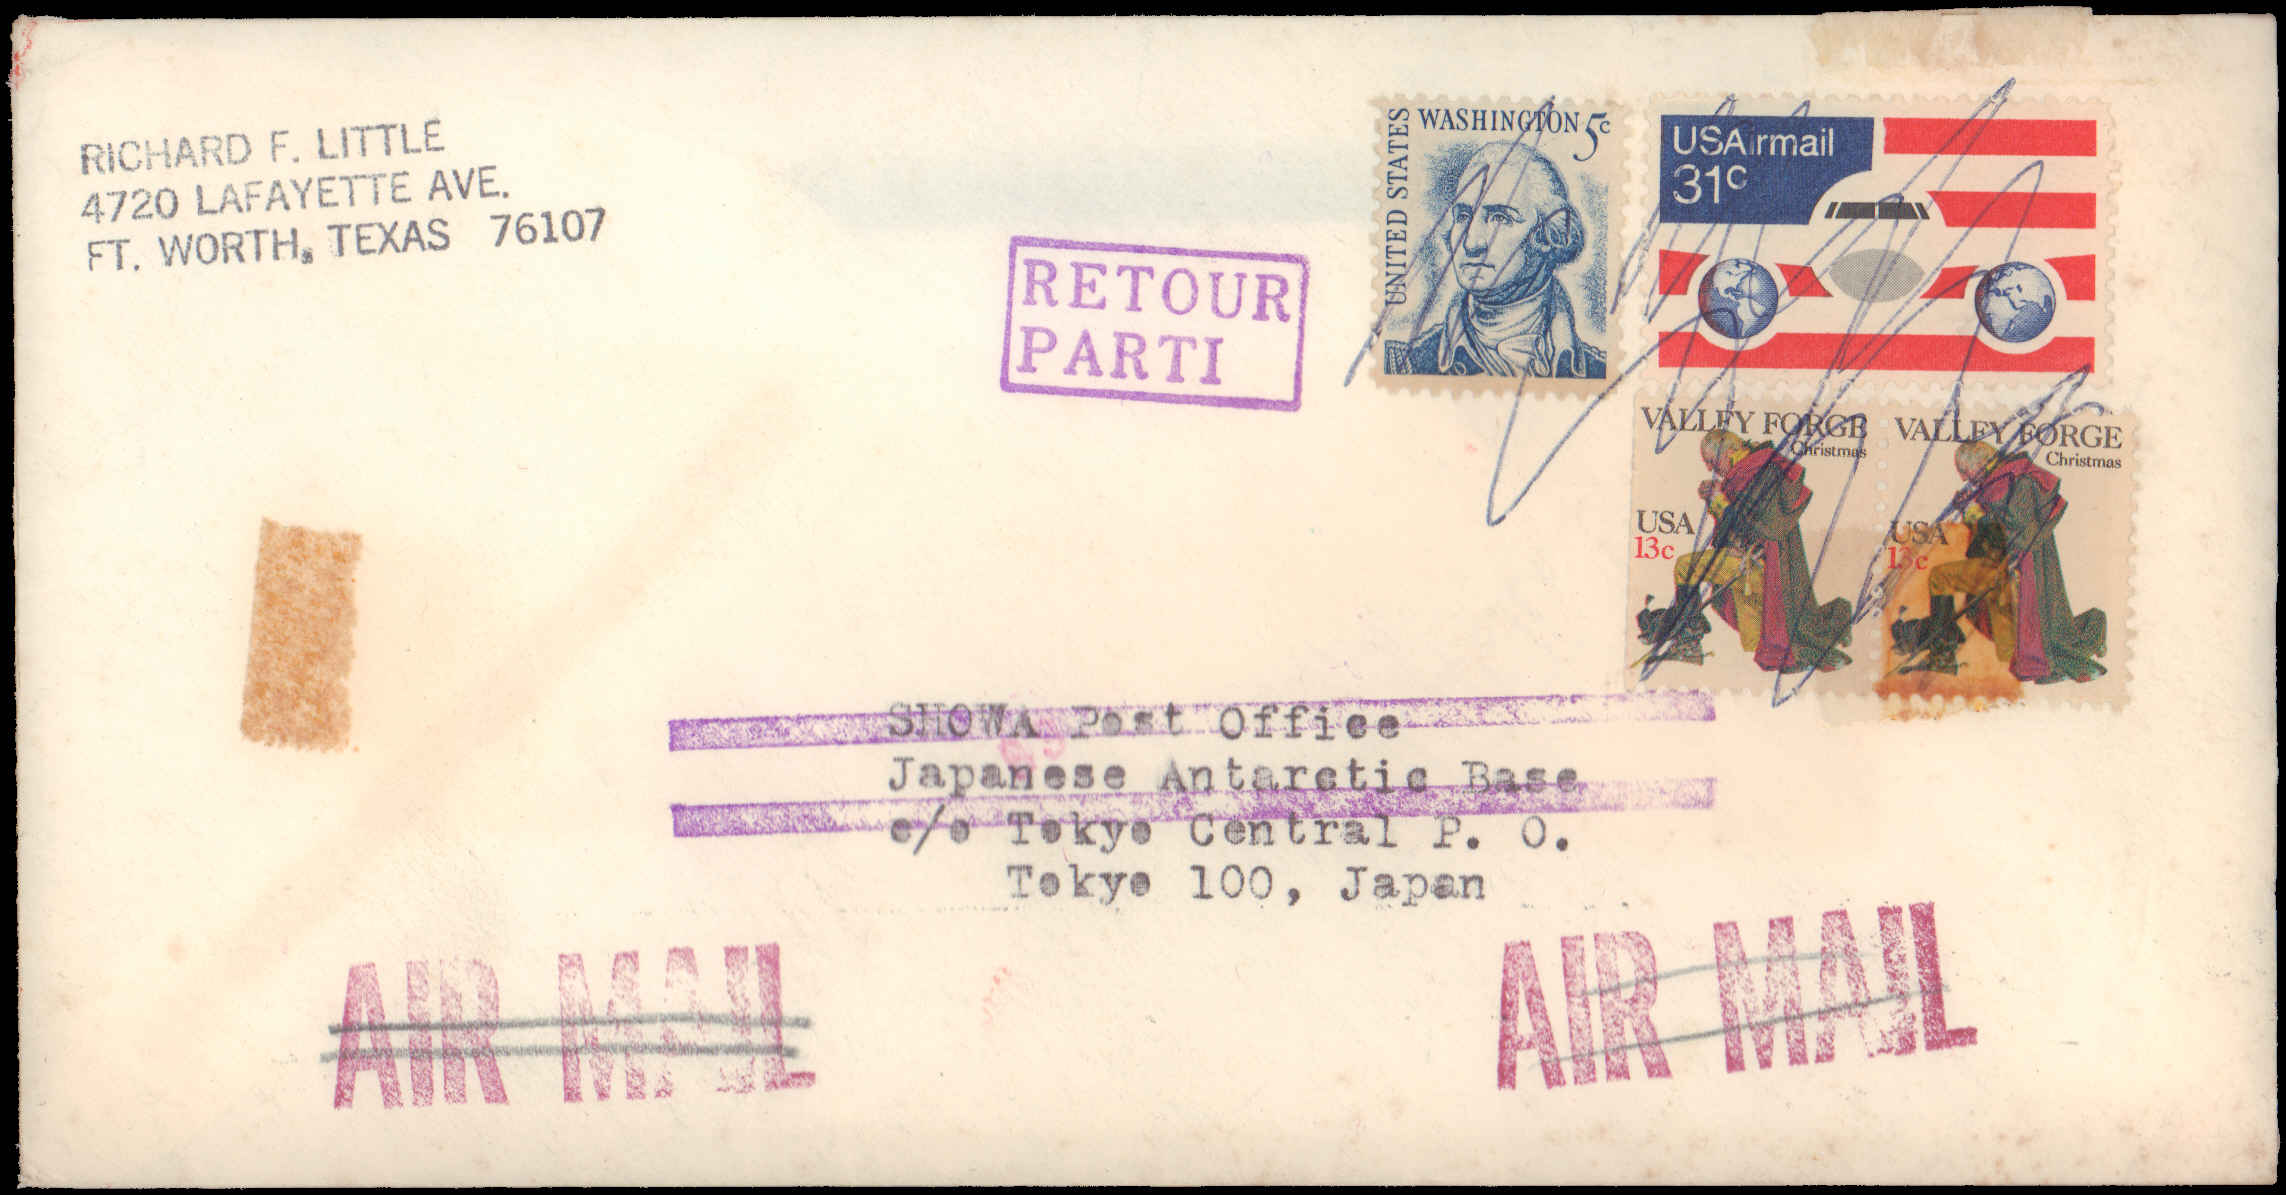 RICHARD F. LITTLE
4720 LAFAYETTE AVE.
FT. WORTH, TEXAS 76107
RETOUR
PARTI
UNITED STATES
WASHINGTON 5c
USAirmail
31c
VALLEY FORGE
Christmas
USA
13c
VALLEY FORGE
Christmas
USA
13c
SHOWA Post Office
Japanese Antarctic Base
c/o Tokyo Central P. O.
Tokyo 100, Japan
AIR MAIL
AIR MAIL